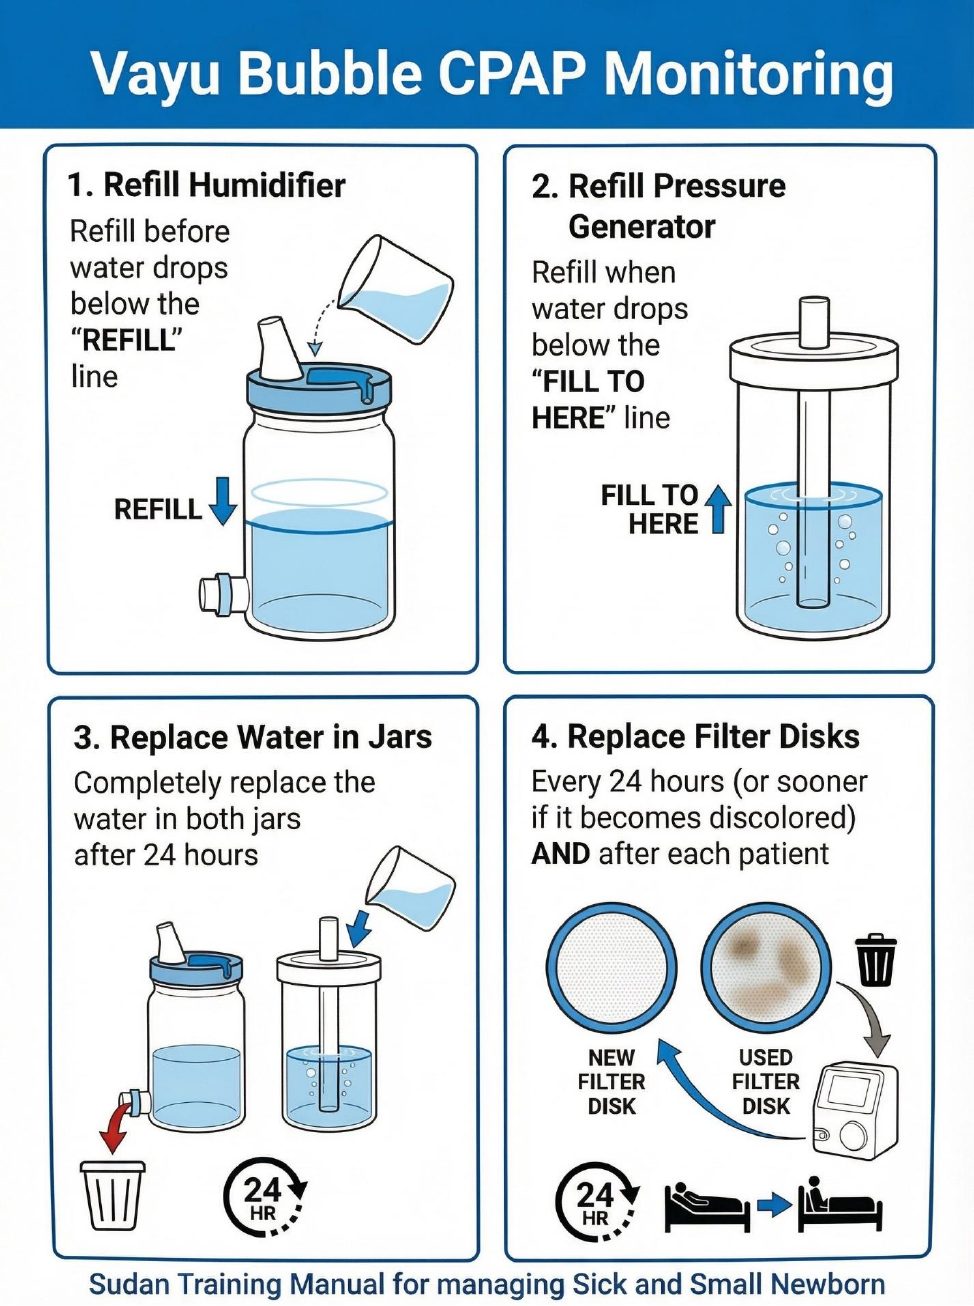 Vayu Bubble CPAP Monitoring
1. Refill Humidifier
Refill before
water drops
below the
“REFILL”
line
REFILL
2. Refill Pressure
Generator
Refill when
water drops
below the
“FILL TO
HERE” line
FILL TO
HERE
3. Replace Water in Jars
Completely replace the
water in both jars
after 24 hours
24
HR
4. Replace Filter Disks
Every 24 hours (or sooner
if it becomes discolored)
AND after each patient
NEW
FILTER
DISK
USED
FILTER
DISK
24
HR
Sudan Training Manual for managing Sick and Small Newborn